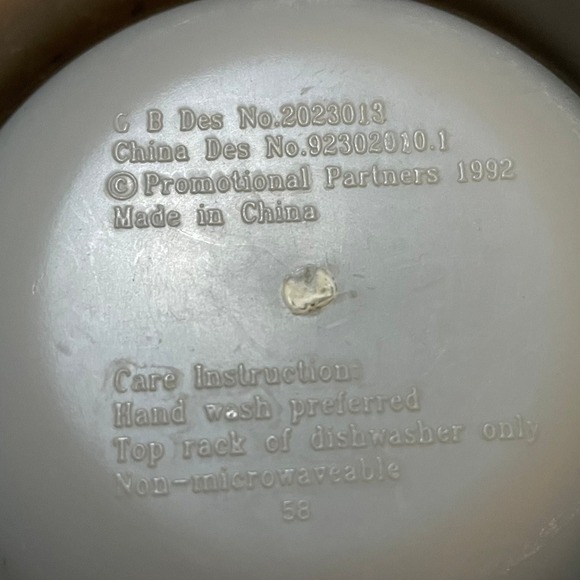 G B Des No.2023013
China Des No.92302910.1
©Promotional Partners 1992
Made in China
Care Instruction:
Hand wash preferred
Top rack of dishwasher only
Non-microwaveable
58